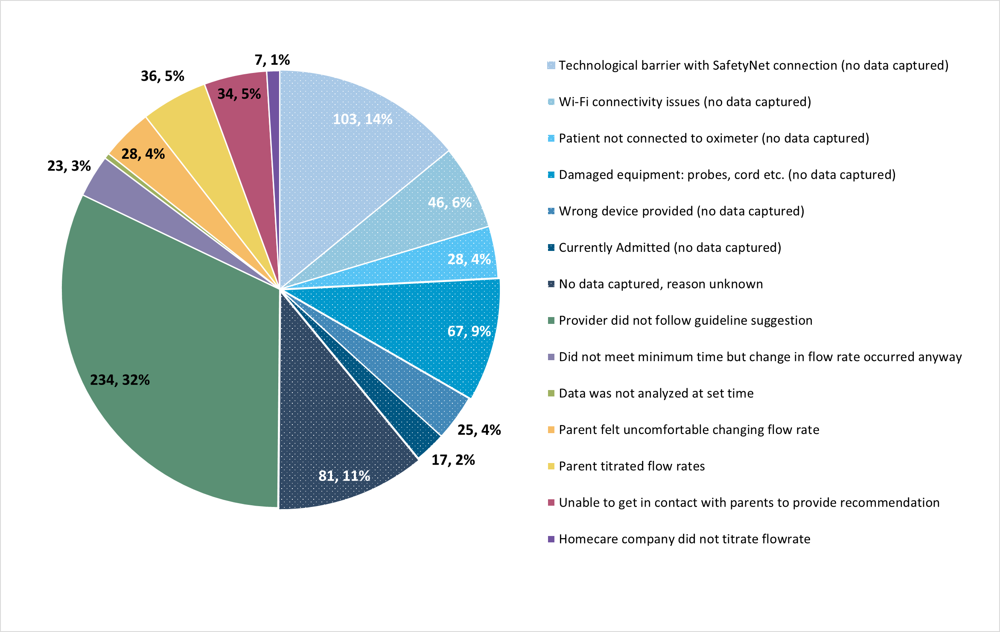 7, 1%
36, 5%
34, 5%
103, 14%
28, 4%
23, 3%
46, 6%
28, 4%
67, 9%
234, 32%
25, 4%
17, 2%
81, 11%
Technological barrier with SafetyNet connection (no data captured)
Wi-Fi connectivity issues (no data captured)
Patient not connected to oximeter (no data captured)
Damaged equipment: probes, cord etc. (no data captured)
Wrong device provided (no data captured)
Currently Admitted (no data captured)
No data captured, reason unknown
Provider did not follow guideline suggestion
Did not meet minimum time but change in flow rate occurred anyway
Data was not analyzed at set time
Parent felt uncomfortable changing flow rate
Parent titrated flow rates
Unable to get in contact with parents to provide recommendation
Homecare company did not titrate flowrate